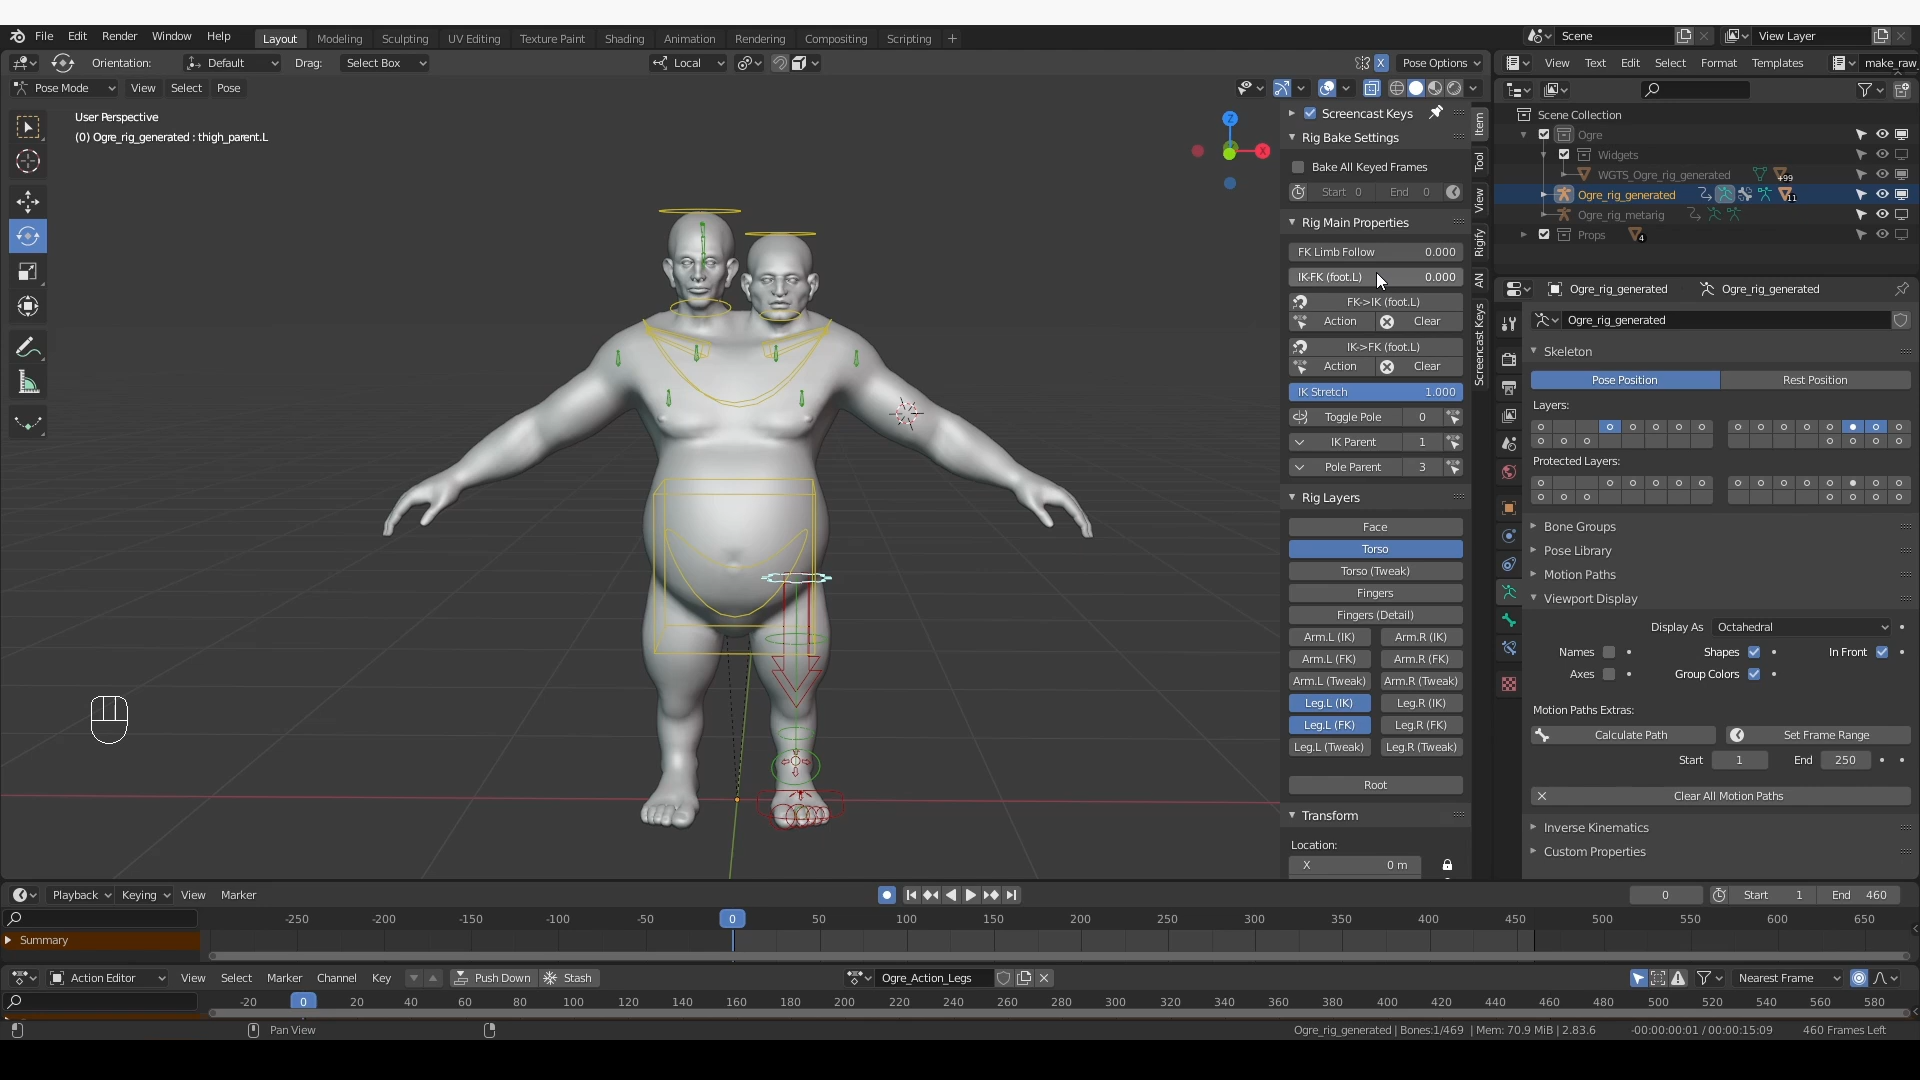 File Edit Render Window Help Layout Modeling Sculpting UV Editing Texture Paint Shading Animation Rendering Compositing Scripting + Scene View Layer
Orientation: Default Drag: Select Box Local X Pose Options View Text Edit Select Format Templates make_raw
Pose Mode View Select Pose
User Perspective
(0) Ogre_rig_generated : thigh_parent.L
Z
X
Screencast Keys
Rig Bake Settings
Bake All Keyed Frames
Start 0 End 0
Rig Main Properties
FK Limb Follow 0.000
IK-FK (foot.L) 0.000
FK->IK (foot.L)
Action Clear
IK->FK (foot.L)
Action Clear
IK Stretch 1.000
Toggle Pole 0
IK Parent 1
Pole Parent 3
Rig Layers
Face
Torso
Torso (Tweak)
Fingers
Fingers (Detail)
Arm.L (IK) Arm.R (IK)
Arm.L (FK) Arm.R (FK)
Arm.L (Tweak) Arm.R (Tweak)
Leg.L (IK) Leg.R (IK)
Leg.L (FK) Leg.R (FK)
Leg.L (Tweak) Leg.R (Tweak)
Root
Transform
Location:
X 0 m
Item
Tool
View
Rigify
AN
Screencast Keys
Scene Collection
Ogre
Widgets
WGTS_Ogre_rig_generated +99
Ogre_rig_generated 11
Ogre_rig_metarig
Props 4
Ogre_rig_generated Ogre_rig_generated
Ogre_rig_generated
Skeleton
Pose Position Rest Position
Layers:
Protected Layers:
Bone Groups
Pose Library
Motion Paths
Viewport Display
Display As Octahedral
Names Shapes In Front
Axes Group Colors
Motion Paths Extras:
Calculate Path Set Frame Range
Start 1 End 250
Clear All Motion Paths
Inverse Kinematics
Custom Properties
Playback Keying View Marker 0 Start 1 End 460
-250 -200 -150 -100 -50 0 50 100 150 200 250 300 350 400 450 500 550 600 650
Summary
Action Editor View Select Marker Channel Key Push Down Stash Ogre_Action_Legs Nearest Frame
-20 0 20 40 60 80 100 120 140 160 180 200 220 240 260 280 300 320 340 360 380 400 420 440 460 480 500 520 540 560 580
Pan View Ogre_rig_generated | Bones:1/469 | Mem: 70.9 MiB | 2.83.6 -00:00:00:01 / 00:00:15:09 460 Frames Left